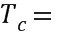 T_c =